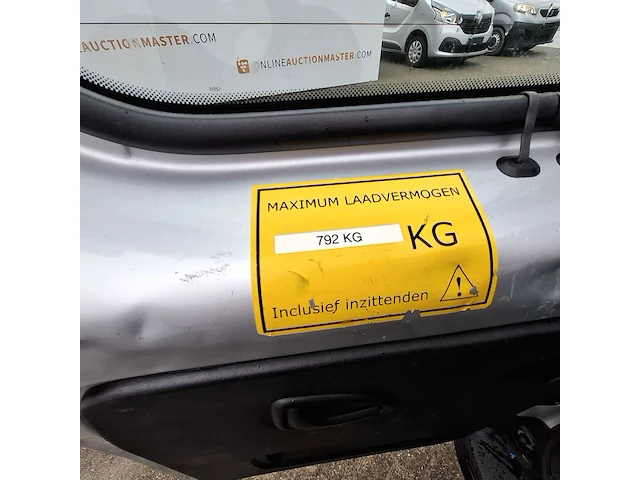 AUCTIONMASTER.COM
ONLINEAUCTIONMASTER.COM
MAXIMUM LAADVERMOGEN
792 KG KG
Inclusief inzittenden